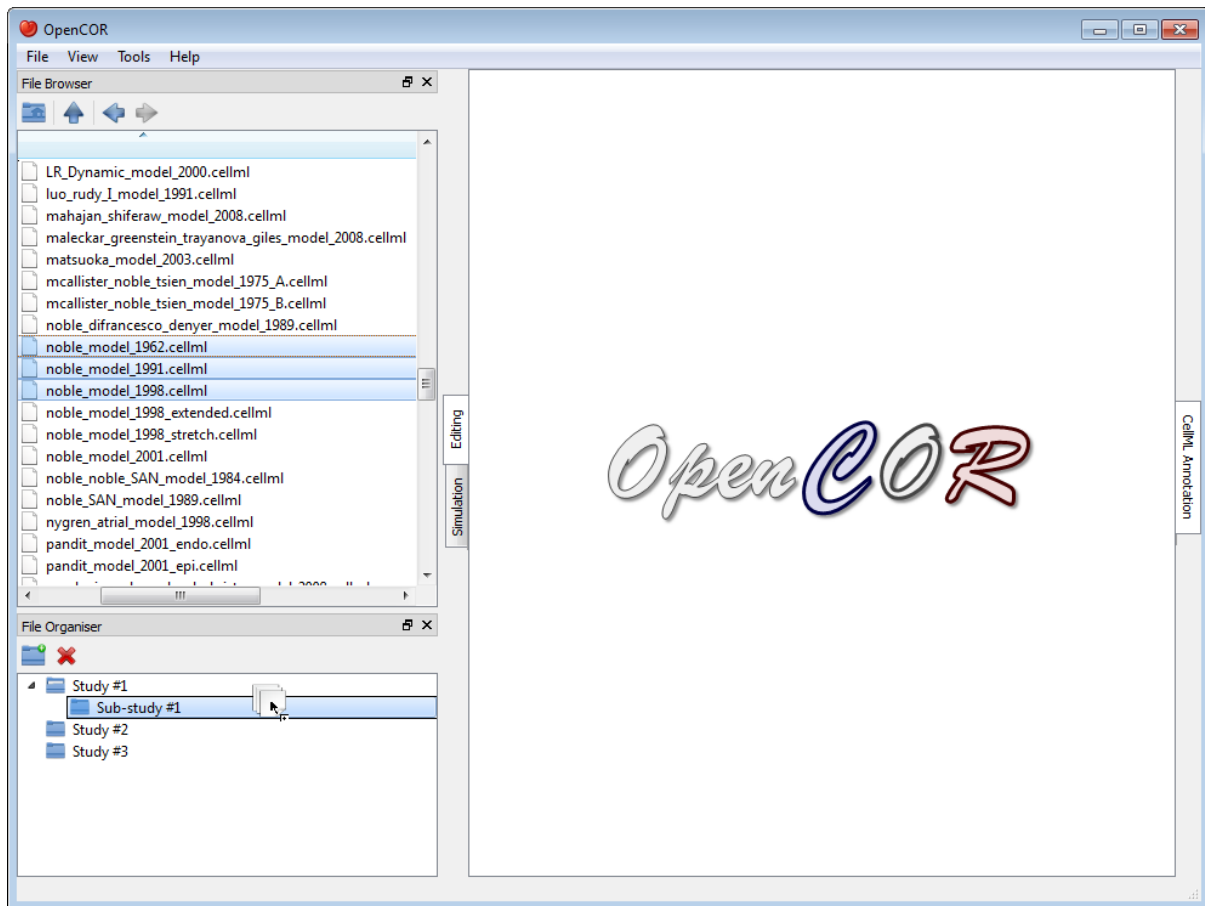 OpenCOR
File View Tools Help
File Browser
LR_Dynamic_model_2000.cellml
luo_rudy_I_model_1991.cellml
mahajan_shiferaw_model_2008.cellml
maleckar_greenstein_trayanova_giles_model_2008.cellml
matsuoka_model_2003.cellml
mcallister_noble_tsien_model_1975_A.cellml
mcallister_noble_tsien_model_1975_B.cellml
noble_difrancesco_denyer_model_1989.cellml
noble_model_1962.cellml
noble_model_1991.cellml
noble_model_1998.cellml
noble_model_1998_extended.cellml
noble_model_1998_stretch.cellml
noble_model_2001.cellml
noble_noble_SAN_model_1984.cellml
noble_SAN_model_1989.cellml
nygren_atrial_model_1998.cellml
pandit_model_2001_endo.cellml
pandit_model_2001_epi.cellml
File Organiser
Study #1
Sub-study #1
Study #2
Study #3
Editing
Simulation
OpenCOR
CellML Annotation